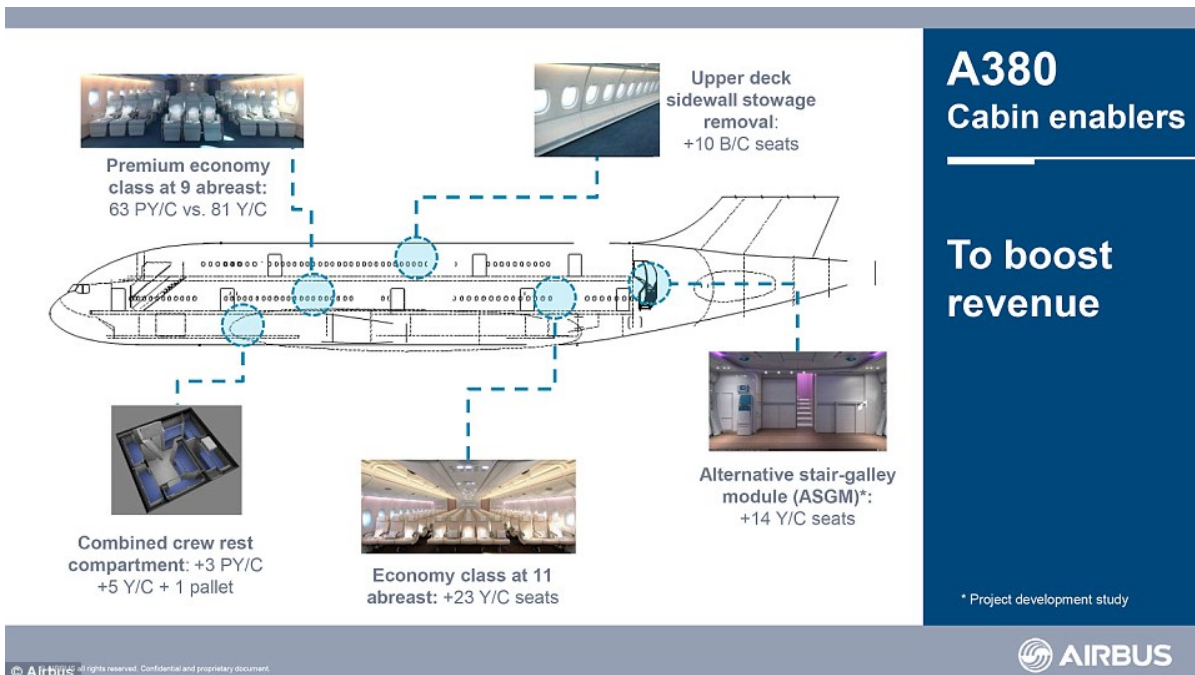 A380
Cabin enablers
To boost
revenue
* Project development study
Premium economy
class at 9 abreast:
63 PY/C vs. 81 Y/C
Upper deck
sidewall stowage
removal:
+10 B/C seats
Combined crew rest
compartment: +3 PY/C
+5 Y/C + 1 pallet
Economy class at 11
abreast: +23 Y/C seats
Alternative stair-galley
module (ASGM)*:
+14 Y/C seats
© Airbus
all rights reserved. Confidential and proprietary document.
AIRBUS